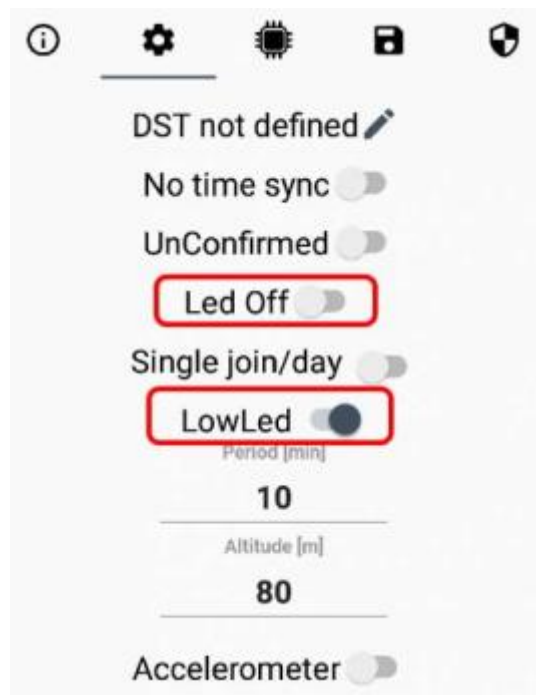 DST not defined
No time sync
UnConfirmed
Led Off
Single join/day
LowLed
Period [min]
10
Altitude [m]
80
Accelerometer